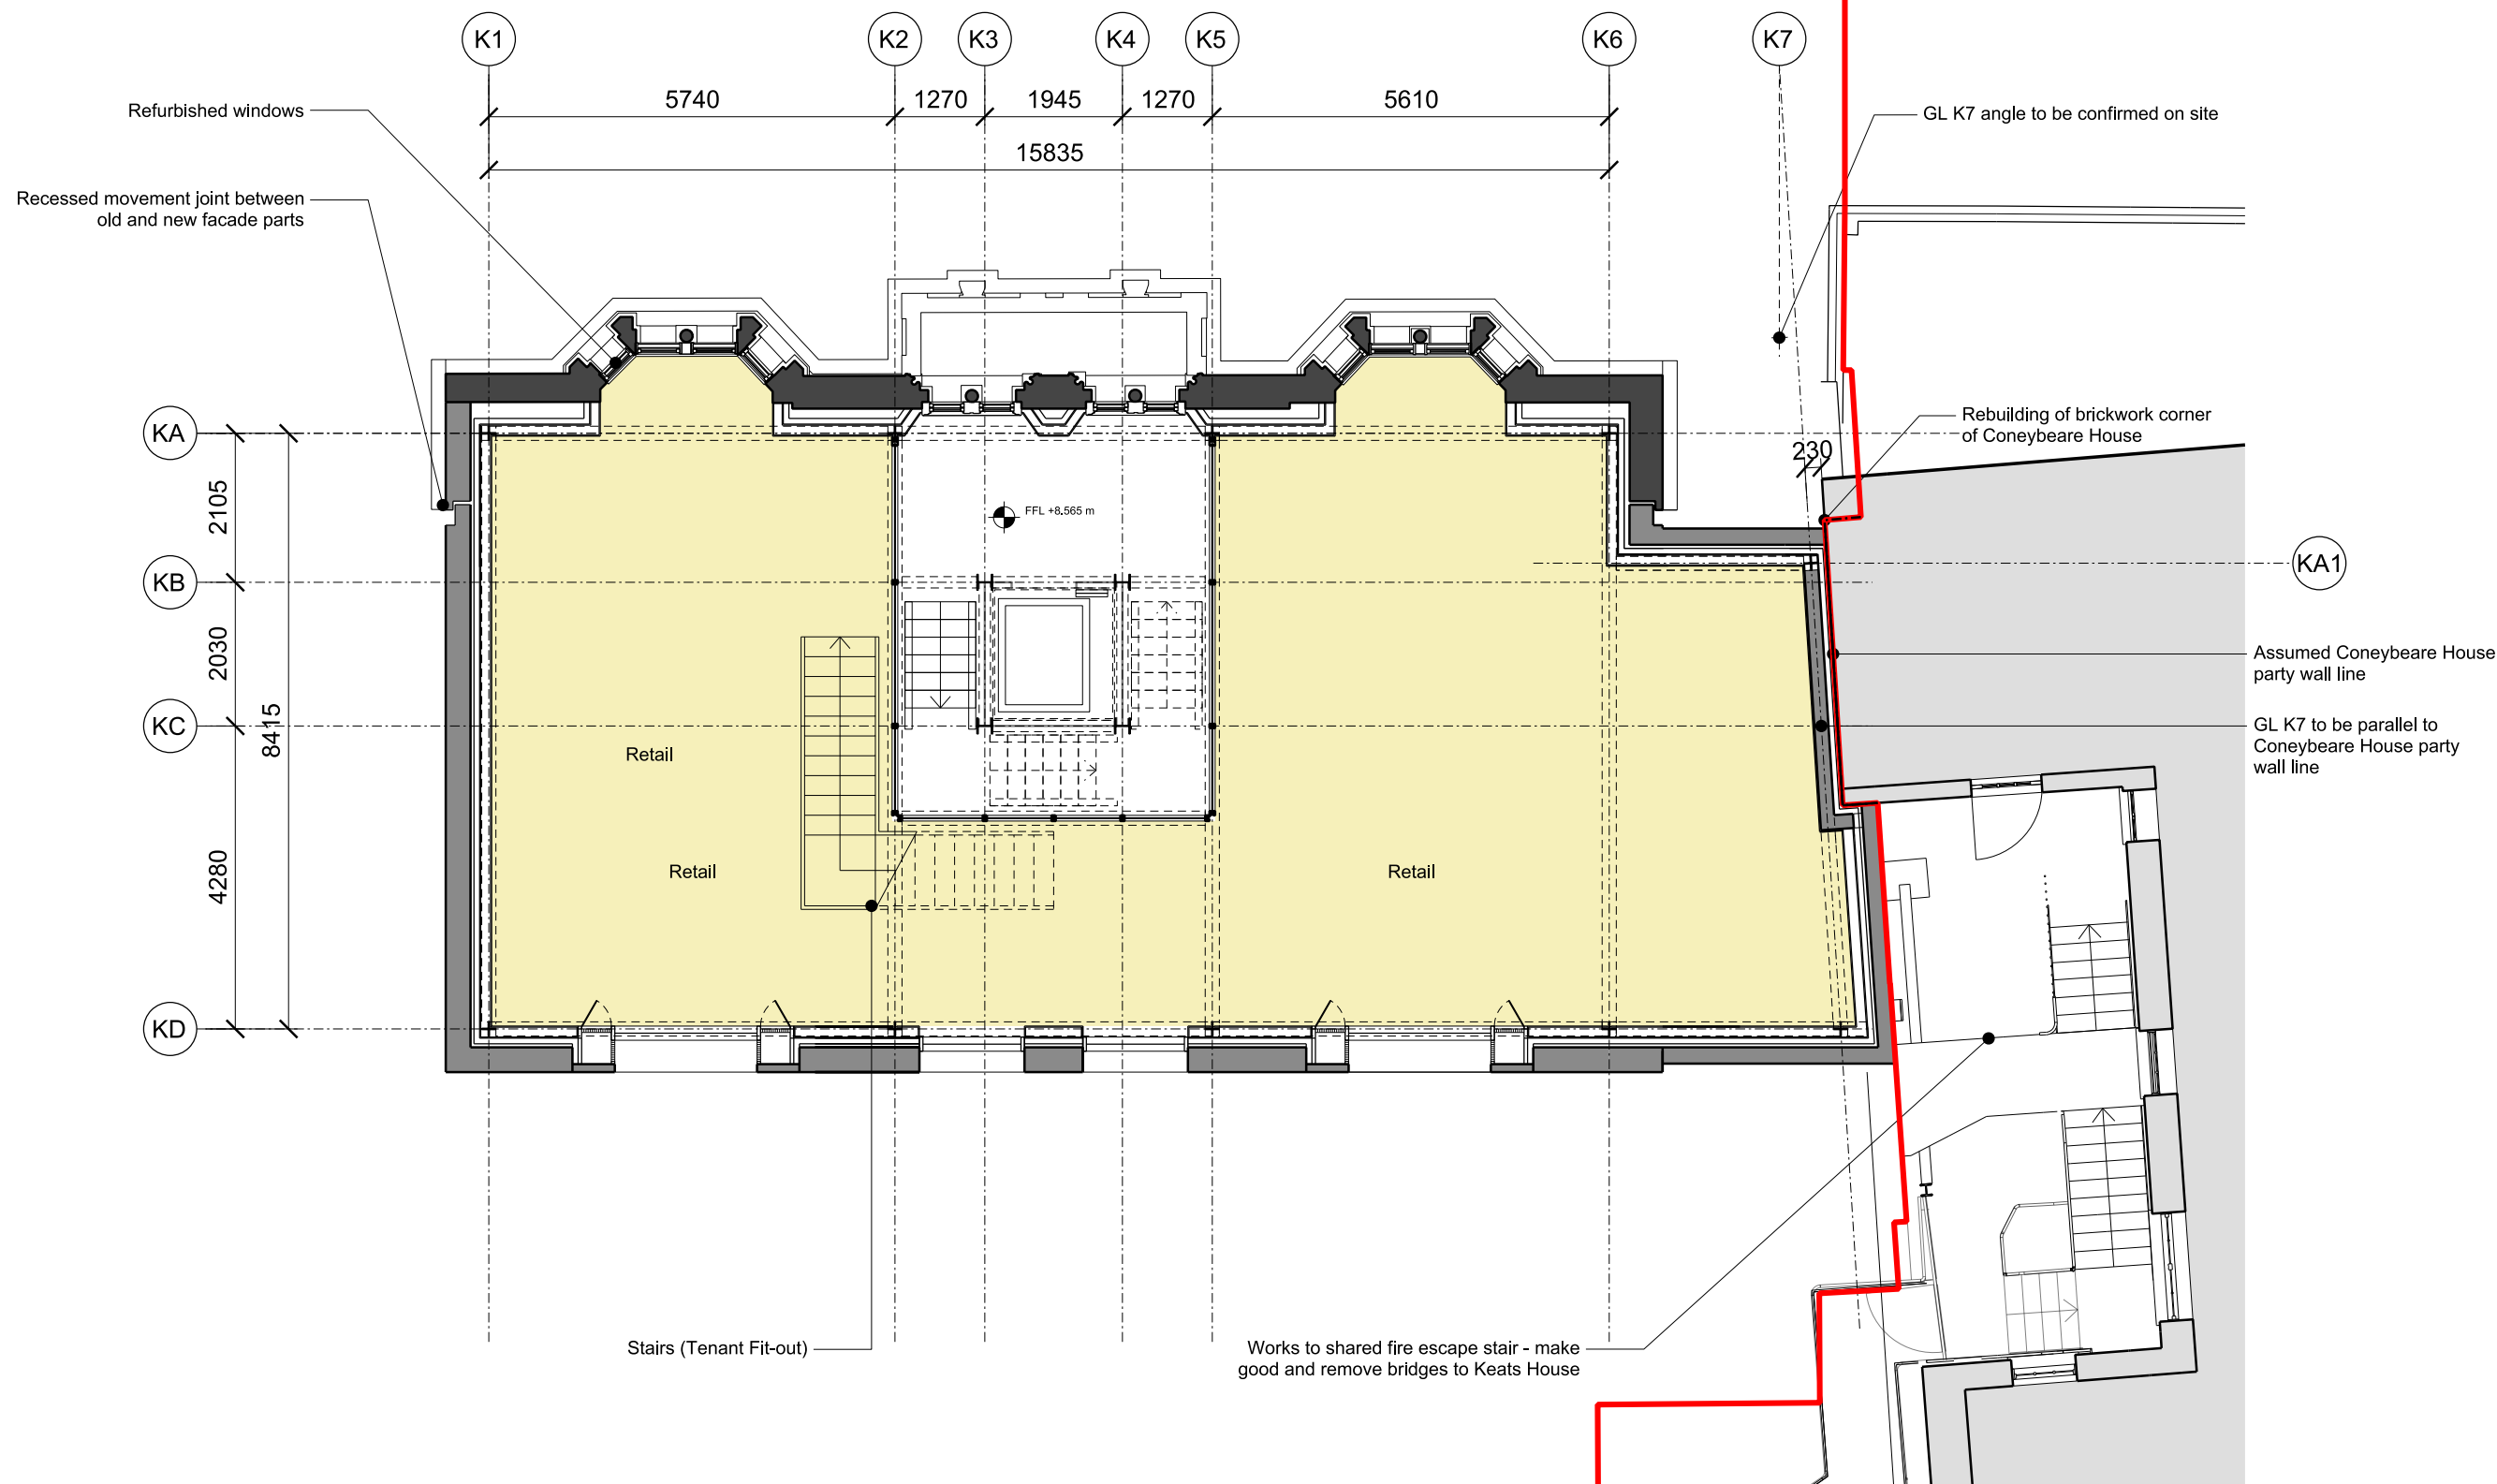 K1
K2
K3
K4
K5
K6
K7
5740
1270
1945
1270
5610
15835
Refurbished windows
GL K7 angle to be confirmed on site
Recessed movement joint between
old and new facade parts
Rebuilding of brickwork corner
of Coneybeare House
KA
230
2105
FFL +8.565 m
KB
KA1
2030
Assumed Coneybeare House
party wall line
KC
8415
GL K7 to be parallel to
Coneybeare House party
wall line
Retail
4280
Retail
Retail
KD
Stairs (Tenant Fit-out)
Works to shared fire escape stair - make
good and remove bridges to Keats House